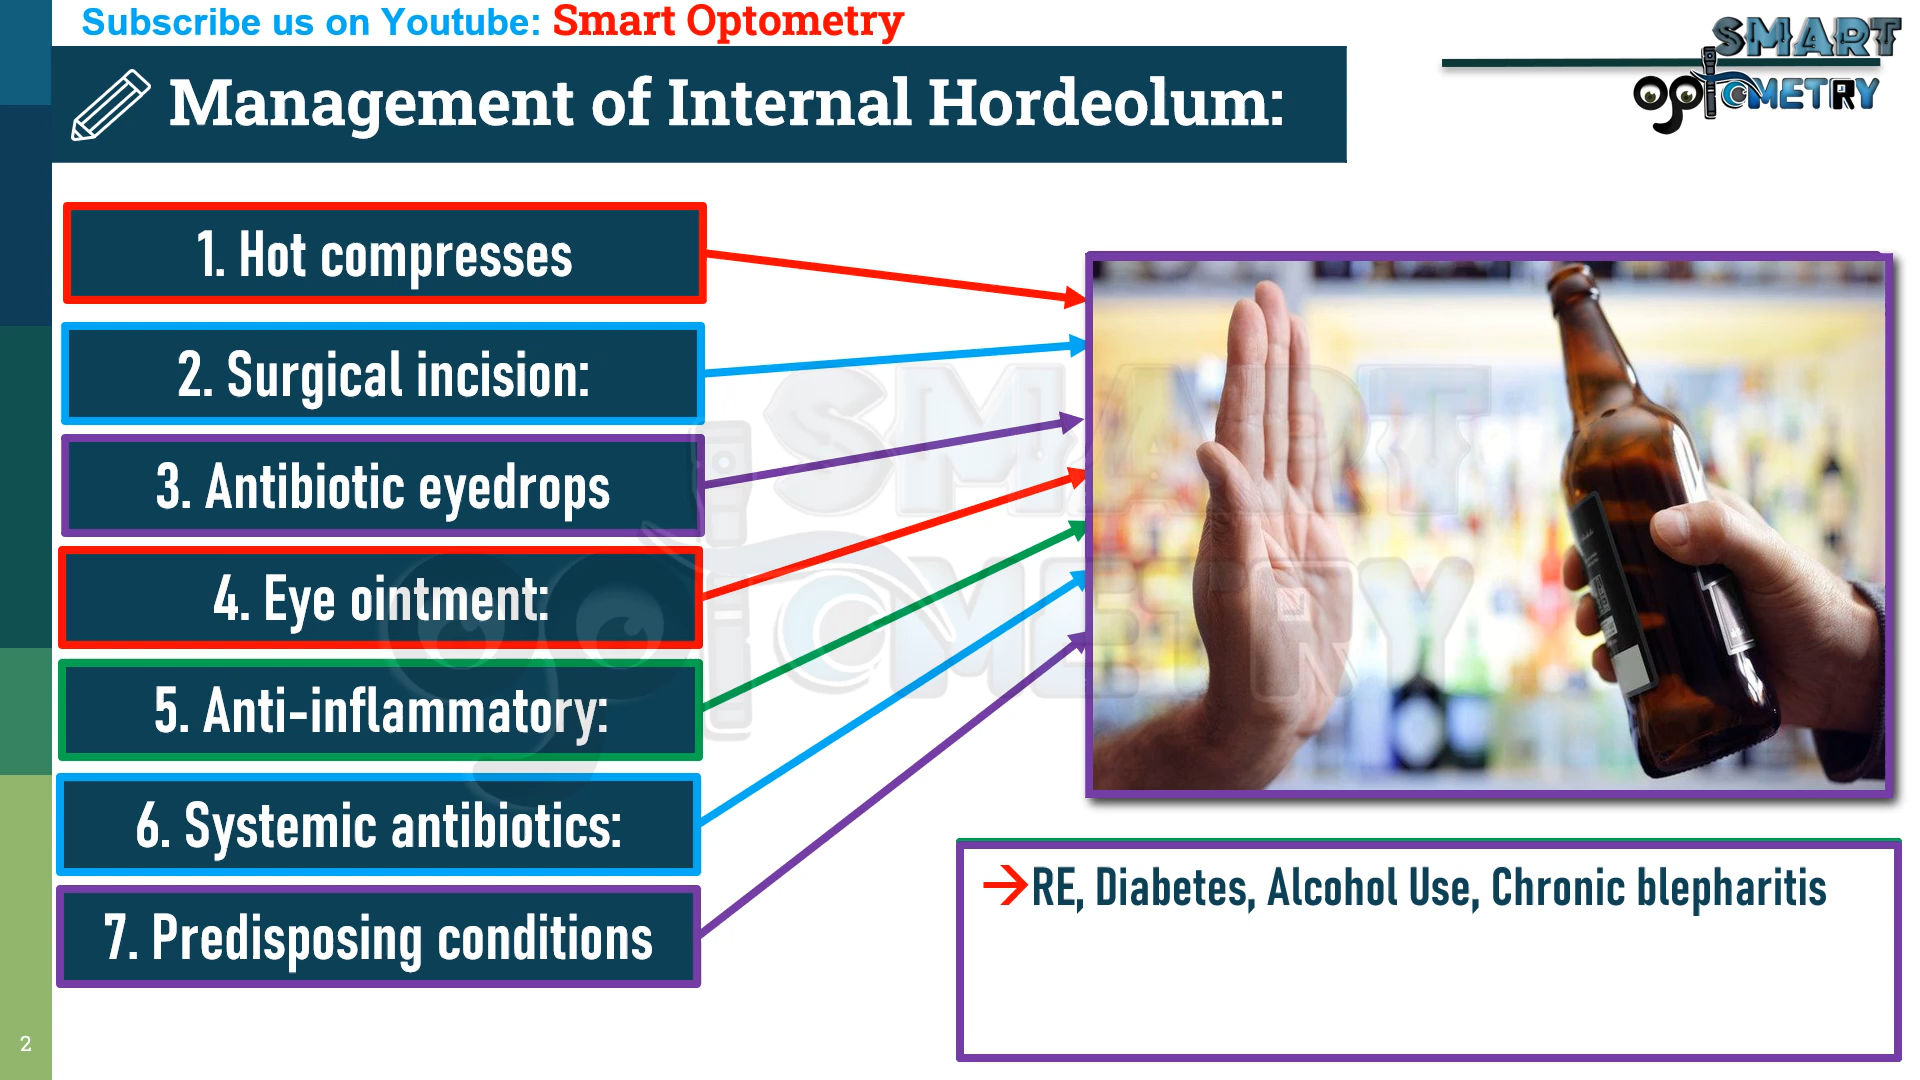 Subscribe us on Youtube: Smart Optometry
SMART
OptOMETRY
Management of Internal Hordeolum:
1. Hot compresses
2. Surgical incision:
3. Antibiotic eyedrops
4. Eye ointment:
5. Anti-inflammatory:
6. Systemic antibiotics:
7. Predisposing conditions
SMART
OptOMETRY
RE, Diabetes, Alcohol Use, Chronic blepharitis
2